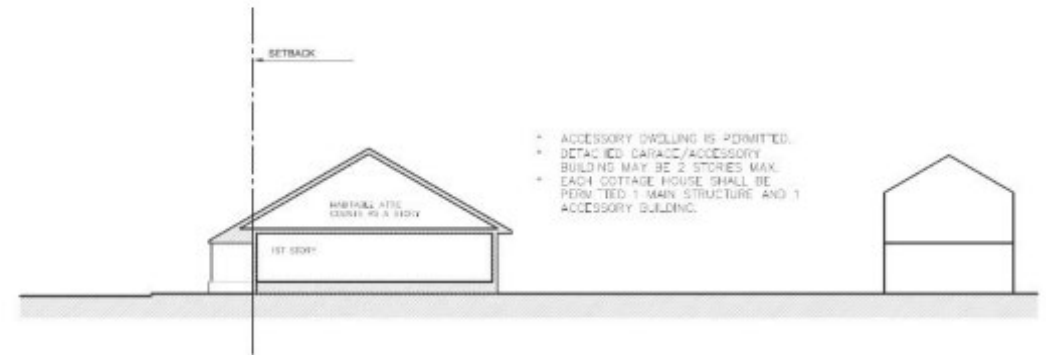 SETBACK
* ACCESSORY DWELLING IS PERMITTED.
* DETACHED GARAGE/ACCESSORY
BUILDING MAY BE 2 STORIES MAX.
* EACH COTTAGE HOUSE SHALL BE
PERMITTED 1 MAIN STRUCTURE AND 1
ACCESSORY BUILDING.
HABITABLE ATTIC
COUNTS AS A STORY
1ST STORY